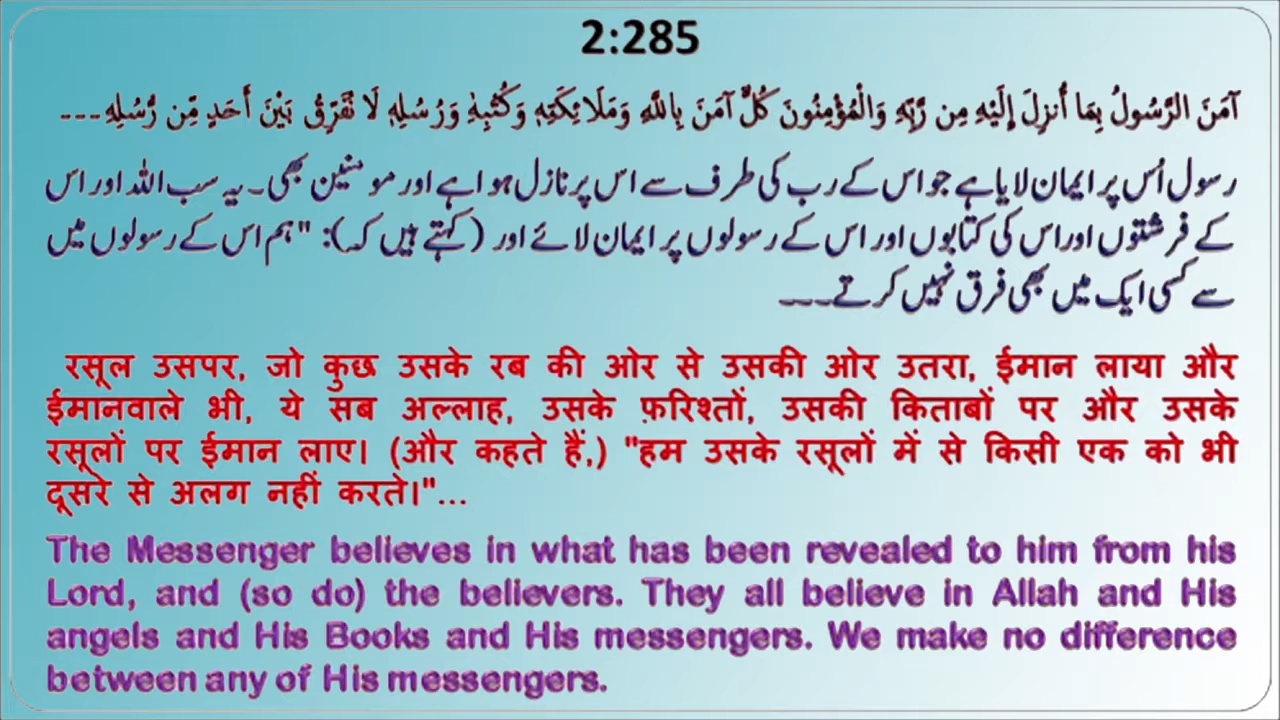 2:285
آمَنَ الرَّسُولُ بِمَا أُنزِلَ إِلَيْهِ مِن رَّبِّهِ وَالْمُؤْمِنُونَ كُلٌّ آمَنَ بِاللَّهِ وَمَلَائِكَتِهِ وَكُتُبِهِ وَرُسُلِهِ لَا نُفَرِّقُ بَيْنَ أَحَدٍ مِّن رُّسُلِهِ---
رسول اُس پر ایمان لایا ہے جو اس کے رب کی طرف سے اس پر نازل ہوا ہے اور مومنین بھی۔ یہ سب اللہ اور اس
کے فرشتوں اور اس کی کتابوں اور اس کے رسولوں پر ایمان لائے اور (کہتے ہیں کہ): "ہم اس کے رسولوں میں
سے کسی ایک میں بھی فرق نہیں کرتے۔۔۔
रसूल उसपर, जो कुछ उसके रब की ओर से उसकी ओर उतरा, ईमान लाया और
ईमानवाले भी, ये सब अल्लाह, उसके फ़रिश्तों, उसकी किताबों पर और उसके
रसूलों पर ईमान लाए। (और कहते हैं,) "हम उसके रसूलों में से किसी एक को भी
दूसरे से अलग नहीं करते।"...
The Messenger believes in what has been revealed to him from his
Lord, and (so do) the believers. They all believe in Allah and His
angels and His Books and His messengers. We make no difference
between any of His messengers.